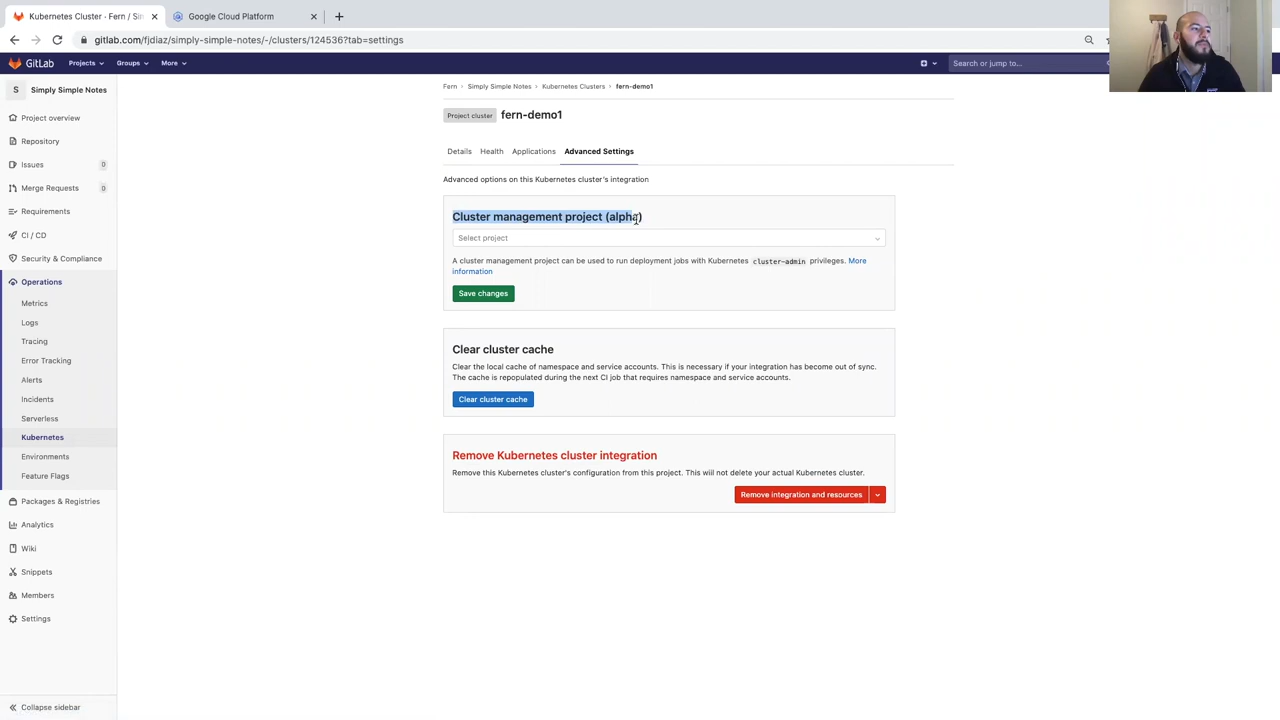 Kubernetes Cluster · Fern / Sim
Google Cloud Platform
gitlab.com/fjdiaz/simply-simple-notes/-/clusters/124536?tab=settings
GitLab
Projects
Groups
More
Search or jump to...
S
Simply Simple Notes
Project overview
Repository
Issues 0
Merge Requests 0
Requirements
CI / CD
Security & Compliance
Operations
Metrics
Logs
Tracing
Error Tracking
Alerts
Incidents
Serverless
Kubernetes
Environments
Feature Flags
Packages & Registries
Analytics
Wiki
Snippets
Members
Settings
Collapse sidebar
Fern › Simply Simple Notes › Kubernetes Clusters › fern-demo1
Project cluster fern-demo1
Details Health Applications Advanced Settings
Advanced options on this Kubernetes cluster's integration
Cluster management project (alpha)
Select project
A cluster management project can be used to run deployment jobs with Kubernetes cluster-admin privileges. More
information
Save changes
Clear cluster cache
Clear the local cache of namespace and service accounts. This is necessary if your integration has become out of sync.
The cache is repopulated during the next CI job that requires namespace and service accounts.
Clear cluster cache
Remove Kubernetes cluster integration
Remove this Kubernetes cluster's configuration from this project. This will not delete your actual Kubernetes cluster.
Remove integration and resources